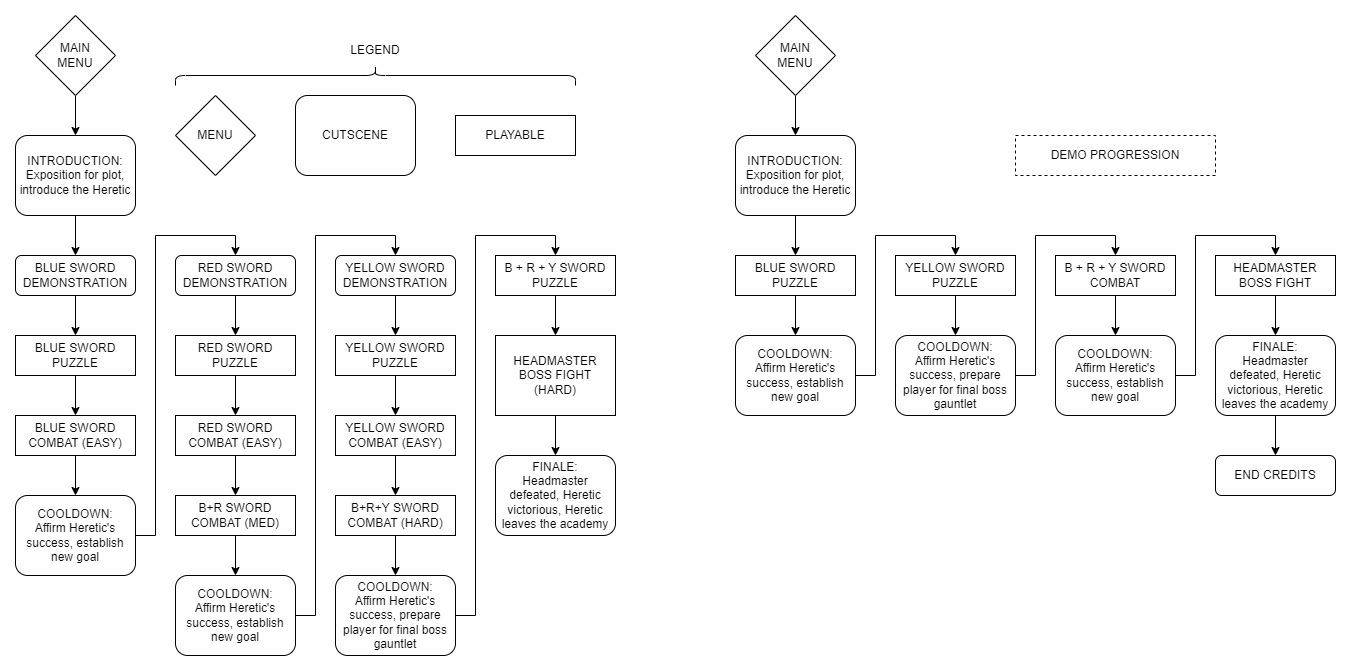 MAIN
MENU
LEGEND
MENU
CUTSCENE
PLAYABLE
INTRODUCTION:
Exposition for plot,
introduce the Heretic
BLUE SWORD
DEMONSTRATION
BLUE SWORD
PUZZLE
BLUE SWORD
COMBAT (EASY)
COOLDOWN:
Affirm Heretic's
success, establish
new goal
RED SWORD
DEMONSTRATION
RED SWORD
PUZZLE
RED SWORD
COMBAT (EASY)
B+R SWORD
COMBAT (MED)
COOLDOWN:
Affirm Heretic's
success, establish
new goal
YELLOW SWORD
DEMONSTRATION
YELLOW SWORD
PUZZLE
YELLOW SWORD
COMBAT (EASY)
B+R+Y SWORD
COMBAT (HARD)
COOLDOWN:
Affirm Heretic's
success, prepare
player for final boss
gauntlet
B + R + Y SWORD
PUZZLE
HEADMASTER
BOSS FIGHT
(HARD)
FINALE:
Headmaster
defeated, Heretic
victorious, Heretic
leaves the academy
MAIN
MENU
DEMO PROGRESSION
INTRODUCTION:
Exposition for plot,
introduce the Heretic
BLUE SWORD
PUZZLE
COOLDOWN:
Affirm Heretic's
success, establish
new goal
YELLOW SWORD
PUZZLE
COOLDOWN:
Affirm Heretic's
success, prepare
player for final boss
gauntlet
B + R + Y SWORD
COMBAT
COOLDOWN:
Affirm Heretic's
success, establish
new goal
HEADMASTER
BOSS FIGHT
FINALE:
Headmaster
defeated, Heretic
victorious, Heretic
leaves the academy
END CREDITS